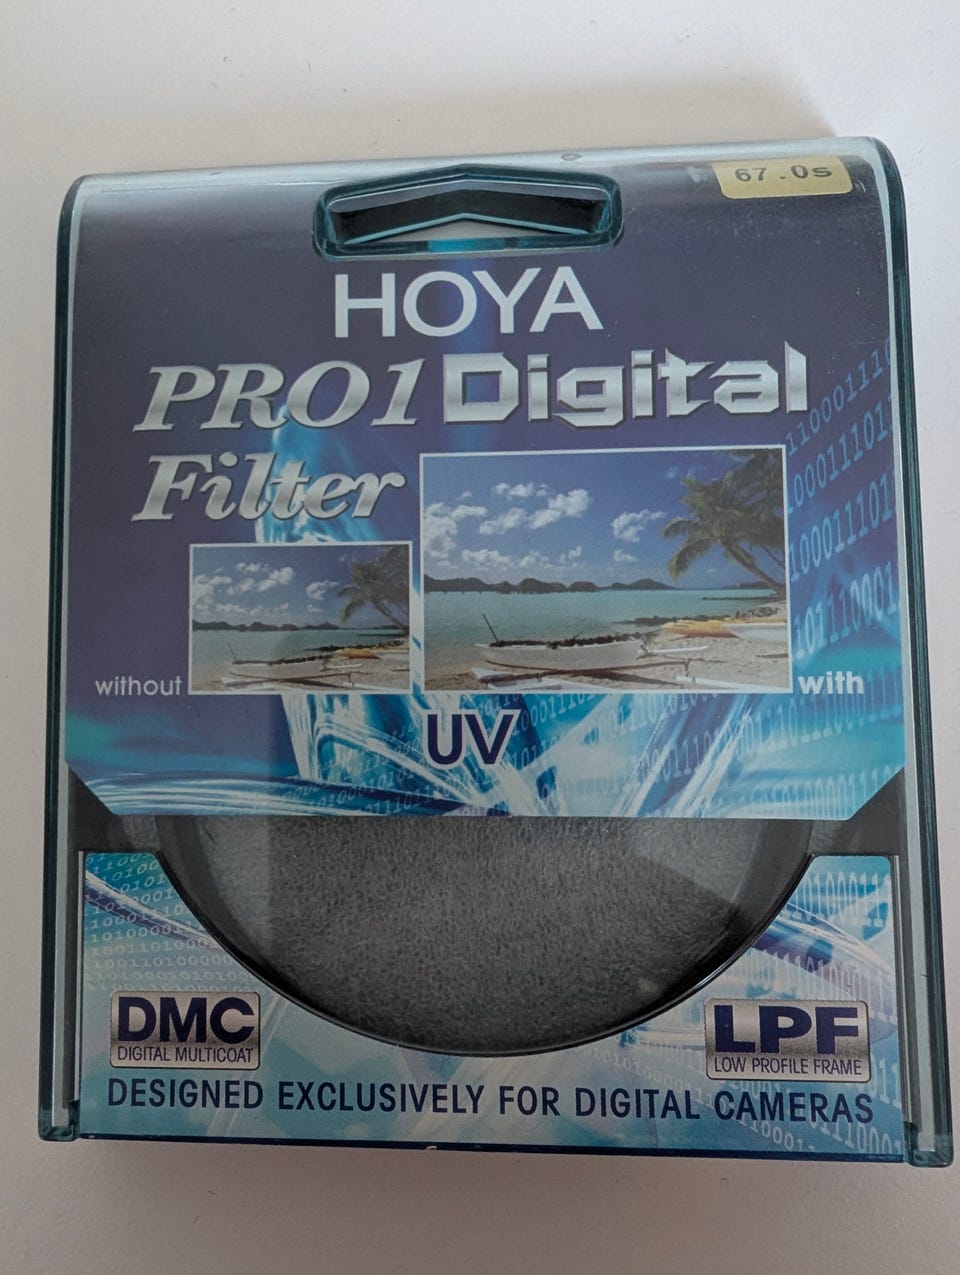 67.0s
HOYA
PRO1 Digital
Filter
without
with
UV
DMC
DIGITAL MULTICOAT
LPF
LOW PROFILE FRAME
DESIGNED EXCLUSIVELY FOR DIGITAL CAMERAS